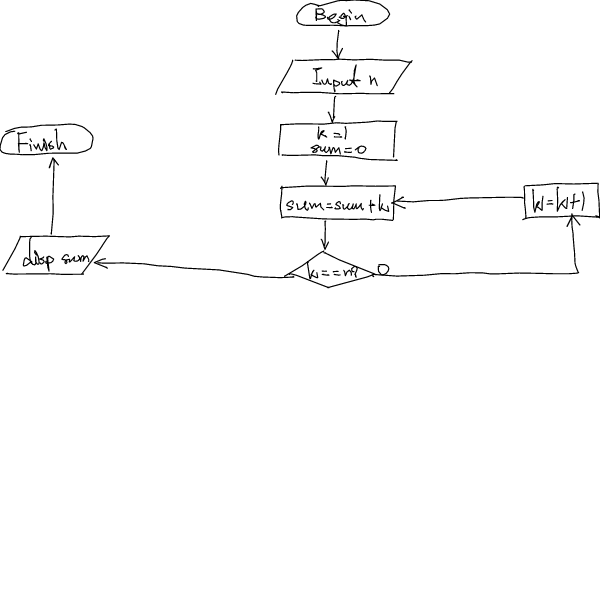 Begin
Input n
k=1
sum=0
Finish
sum=sum+k
k=k+1
disp sum
k==n?
0